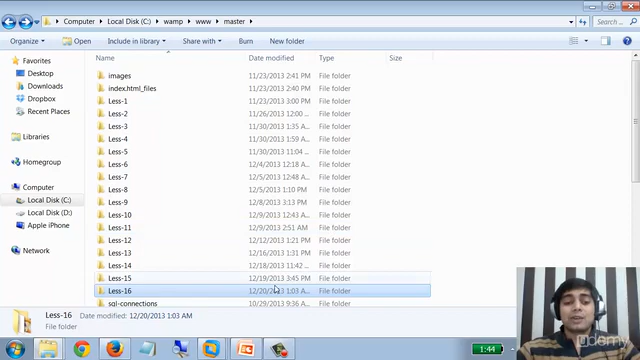 Computer ▸ Local Disk (C:) ▸ wamp ▸ www ▸ master ▸
Search...
Organize Open Include in library Share with Burn New folder
Name Date modified Type Size
Favorites
Desktop
Downloads
Dropbox
Recent Places
Libraries
Homegroup
Computer
Local Disk (C:)
Local Disk (D:)
Apple iPhone
Network
images 11/23/2013 2:41 PM File folder
index.html_files 11/23/2013 2:40 PM File folder
Less-1 11/23/2013 3:00 PM File folder
Less-2 11/26/2013 12:00 ... File folder
Less-3 11/30/2013 1:35 A... File folder
Less-4 11/30/2013 1:59 A... File folder
Less-5 11/30/2013 11:04 ... File folder
Less-6 12/4/2013 12:18 A... File folder
Less-7 12/5/2013 12:48 A... File folder
Less-8 12/5/2013 1:10 PM File folder
Less-9 12/8/2013 3:13 PM File folder
Less-10 12/9/2013 12:43 A... File folder
Less-11 12/9/2013 2:51 AM File folder
Less-12 12/12/2013 1:21 P... File folder
Less-13 12/16/2013 1:31 P... File folder
Less-14 12/18/2013 11:42 ... File folder
Less-15 12/19/2013 3:45 PM File folder
Less-16 12/20/2013 1:03 A... File folder
sql-connections 10/29/2013 9:36 A... File folder
Less-16 Date modified: 12/20/2013 1:03 AM
File folder
1:44
udemy